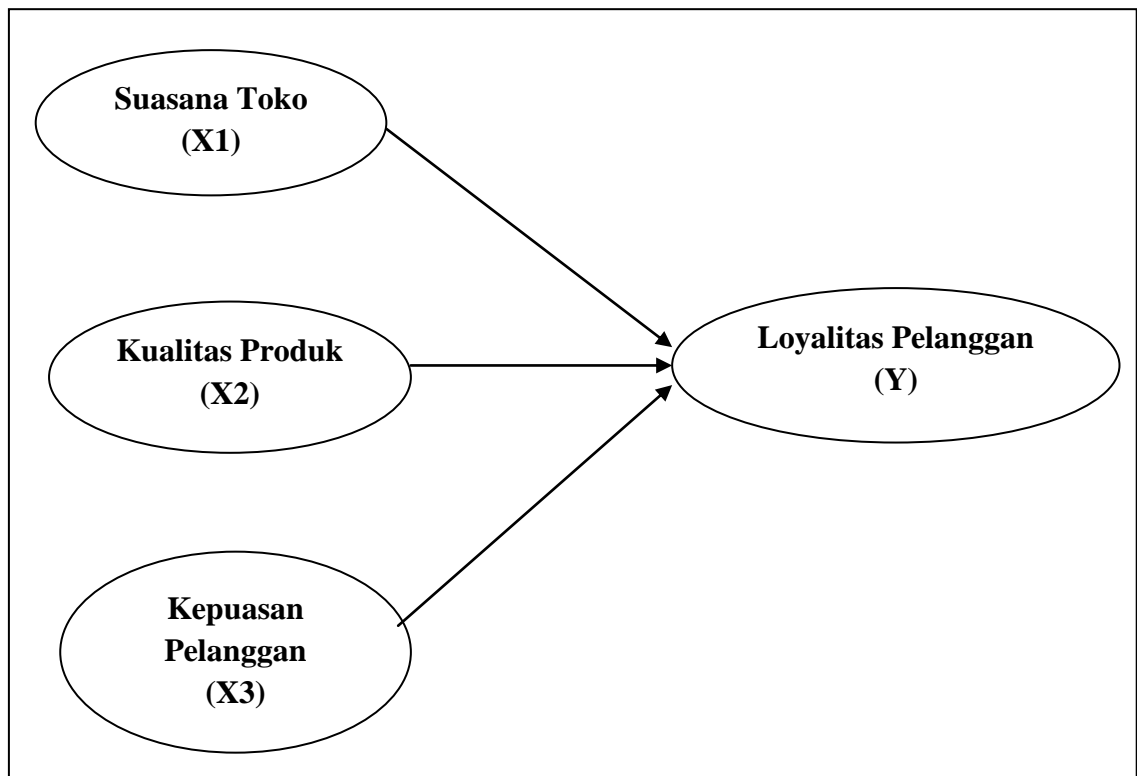 Suasana Toko
(X1)
Kualitas Produk
(X2)
Loyalitas Pelanggan
(Y)
Kepuasan
Pelanggan
(X3)